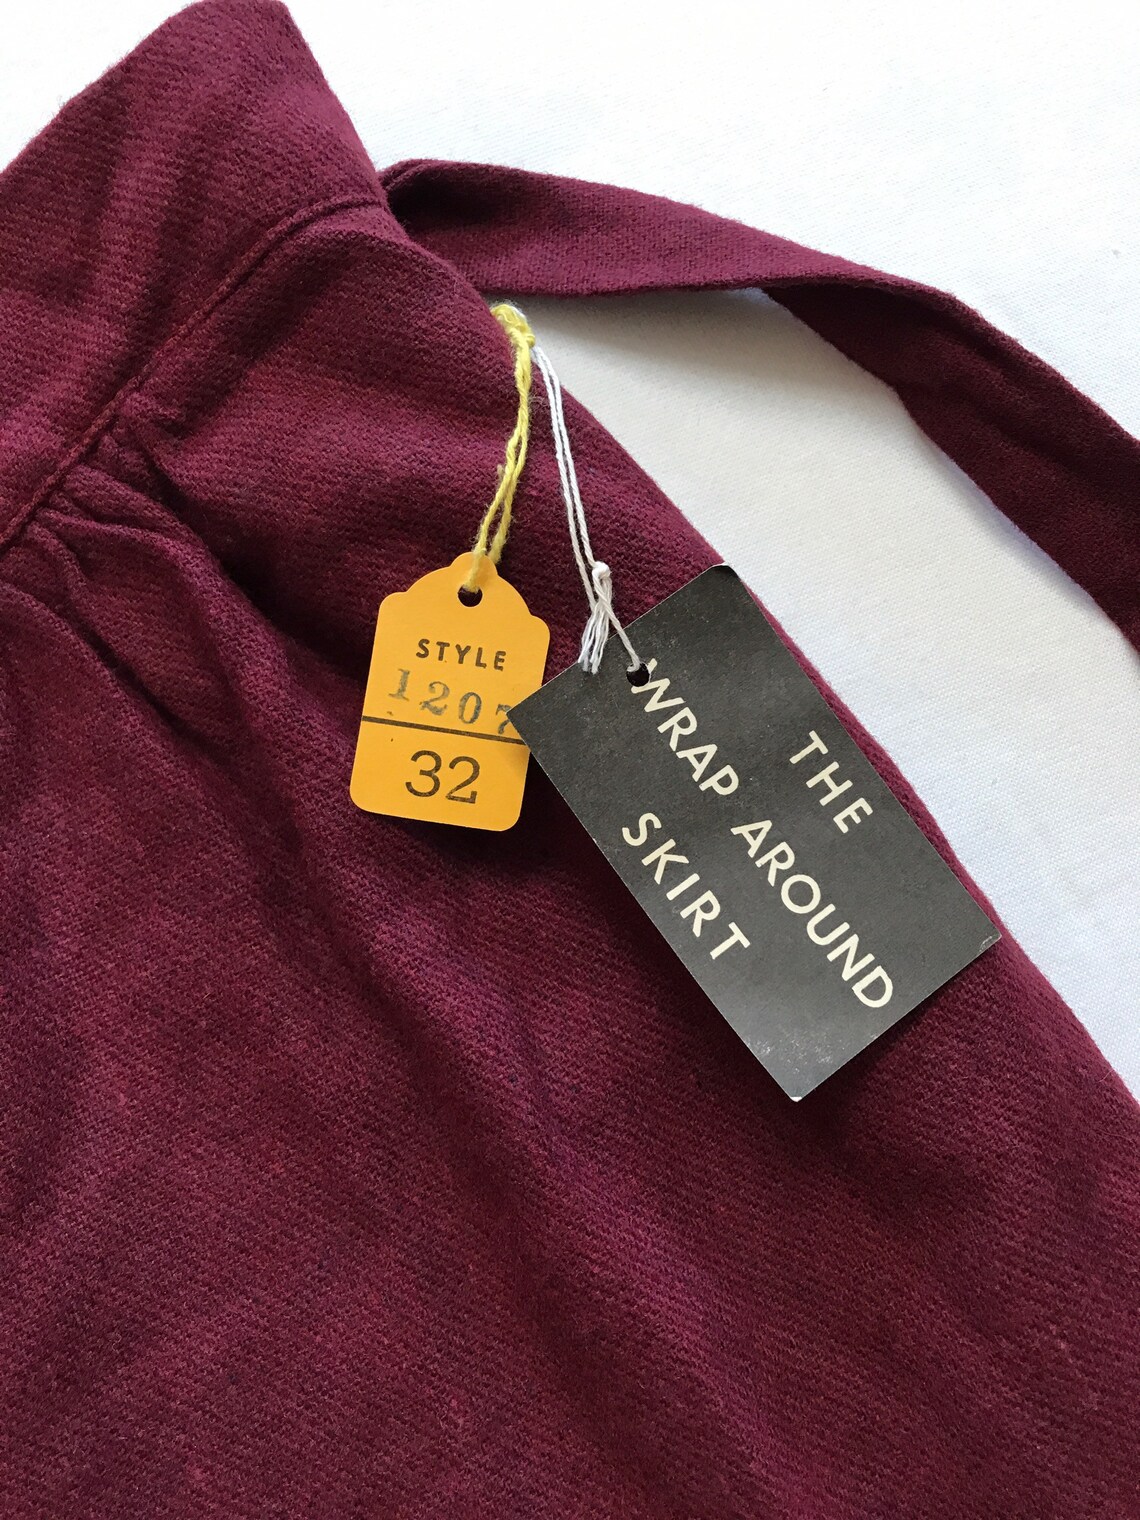 STYLE
1207
32
THE
WRAP AROUND
SKIRT